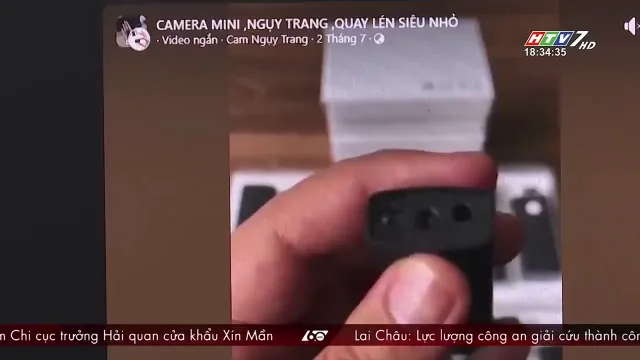 CAMERA MINI ,NGỤY TRANG ,QUAY LÉN SIÊU NHỎ
· Video ngắn · Cam Ngụy Trang · 2 Tháng 7 ·
HTV7 HD
18:34:35
Chi cục trưởng Hải quan cửa khẩu Xín Mần
60 Lai Châu: Lực lượng công an giải cứu thành